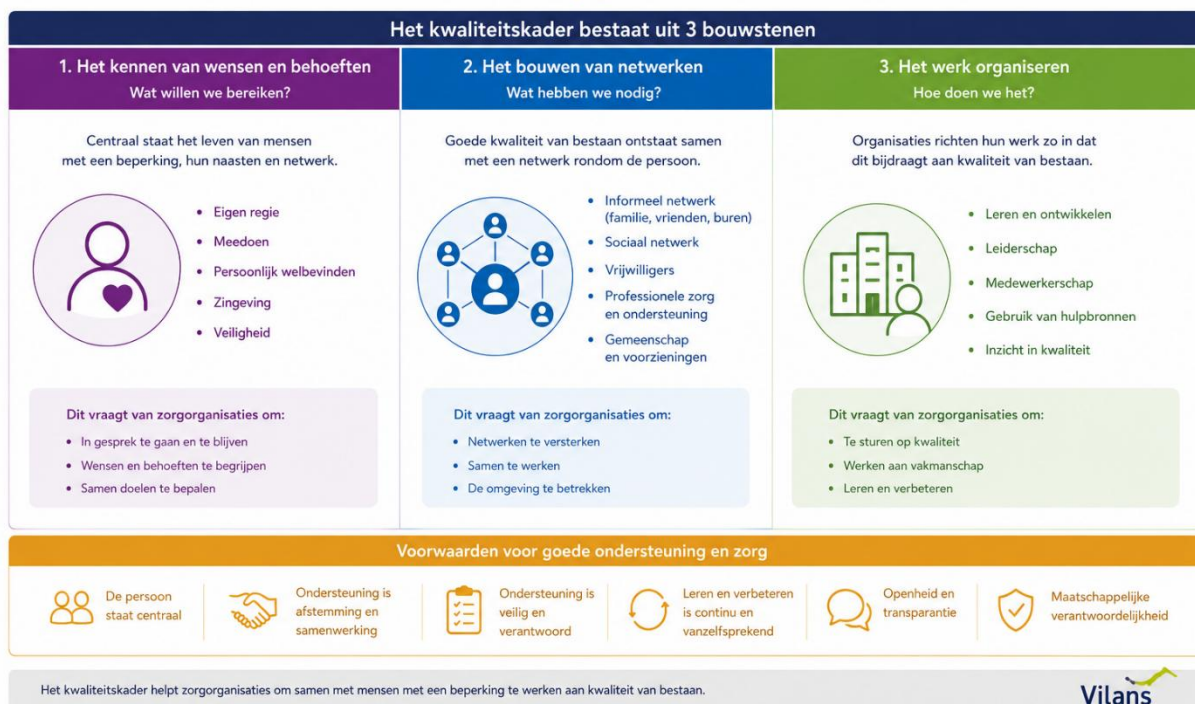 Het kwaliteitskader bestaat uit 3 bouwstenen
1. Het kennen van wensen en behoeften
Wat willen we bereiken?
Centraal staat het leven van mensen
met een beperking, hun naasten en netwerk.
• Eigen regie
• Meedoen
• Persoonlijk welbevinden
• Zingeving
• Veiligheid
Dit vraagt van zorgorganisaties om:
• In gesprek te gaan en te blijven
• Wensen en behoeften te begrijpen
• Samen doelen te bepalen
2. Het bouwen van netwerken
Wat hebben we nodig?
Goede kwaliteit van bestaan ontstaat samen
met een netwerk rondom de persoon.
• Informeel netwerk
(familie, vrienden, buren)
• Sociaal netwerk
• Vrijwilligers
• Professionele zorg
en ondersteuning
• Gemeenschap
en voorzieningen
Dit vraagt van zorgorganisaties om:
• Netwerken te versterken
• Samen te werken
• De omgeving te betrekken
3. Het werk organiseren
Hoe doen we het?
Organisaties richten hun werk zo in dat
dit bijdraagt aan kwaliteit van bestaan.
• Leren en ontwikkelen
• Leiderschap
• Medewerkerschap
• Gebruik van hulpbronnen
• Inzicht in kwaliteit
Dit vraagt van zorgorganisaties om:
• Te sturen op kwaliteit
• Werken aan vakmanschap
• Leren en verbeteren
Voorwaarden voor goede ondersteuning en zorg
De persoon
staat centraal
Ondersteuning is
afstemming en
samenwerking
Ondersteuning is
veilig en
verantwoord
Leren en verbeteren
is continu en
vanzelfsprekend
Openheid en
transparantie
Maatschappelijke
verantwoordelijkheid
Het kwaliteitskader helpt zorgorganisaties om samen met mensen met een beperking te werken aan kwaliteit van bestaan.
Vilans